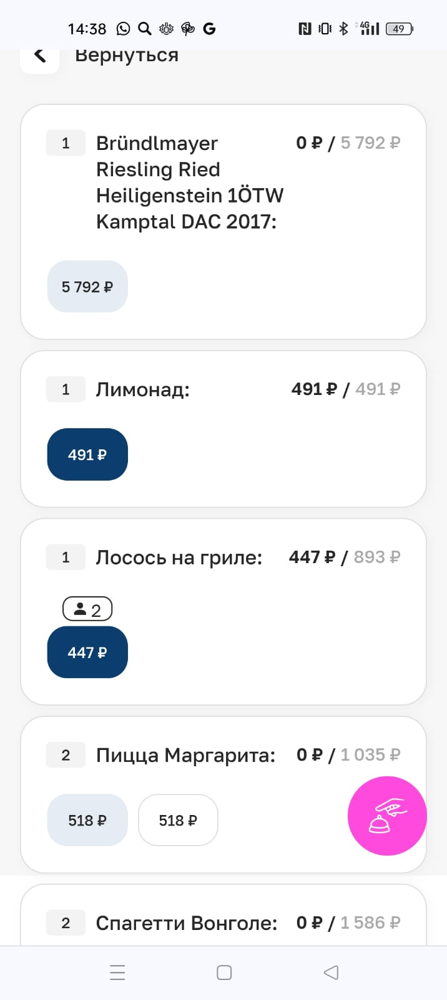 14:38 G 4G 49
Вернуться
1 Bründlmayer 0 ₽ / 5 792 ₽
Riesling Ried
Heiligenstein 1ÖTW
Kamptal DAC 2017:
5 792 ₽
1 Лимонад: 491 ₽ / 491 ₽
491 ₽
1 Лосось на гриле: 447 ₽ / 893 ₽
2
447 ₽
2 Пицца Маргарита: 0 ₽ / 1 035 ₽
518 ₽ 518 ₽
2 Спагетти Вонголе: 0 ₽ / 1 586 ₽